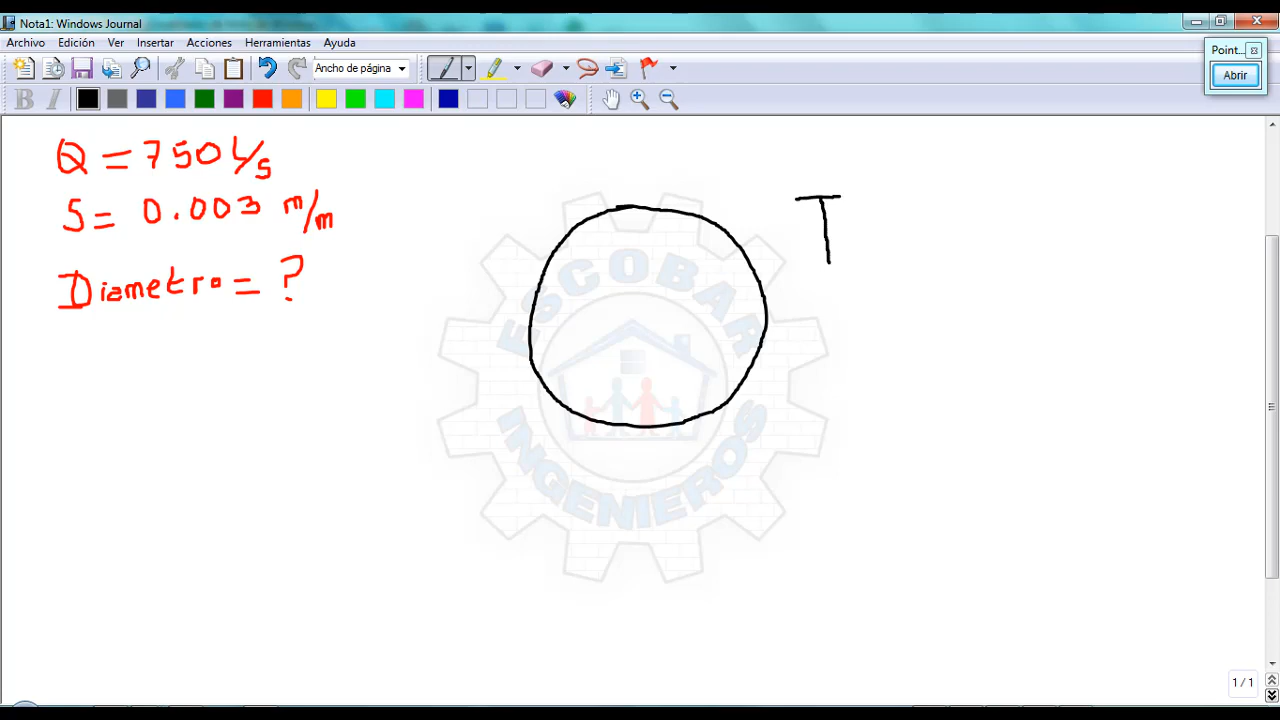 Nota1: Windows Journal
Archivo Edición Ver Insertar Acciones Herramientas Ayuda
Point...
Abrir
Ancho de página
B I
Q = 750 L/s
S = 0.003 m/m
Diametro = ?
T
ESCOBAR
INGENIEROS
1 / 1